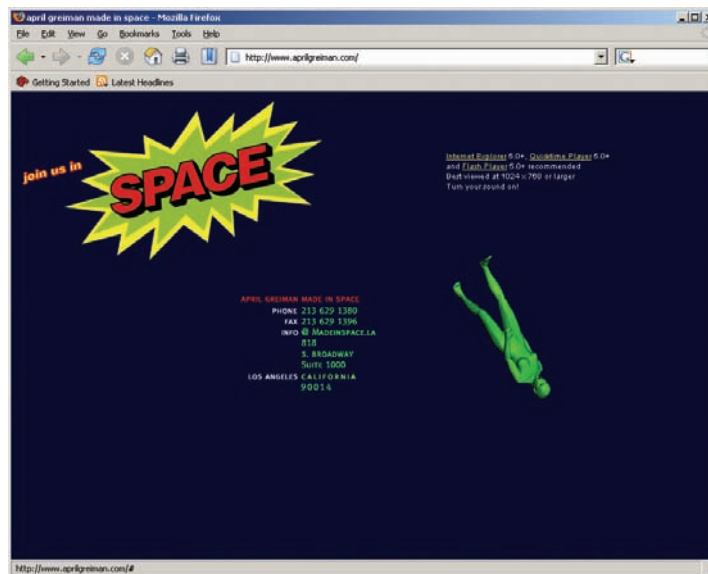 april greiman made in space - Mozilla Firefox
File Edit View Go Bookmarks Tools Help
http://www.aprilgreiman.com/
Getting Started Latest Headlines
join us in
SPACE
Internet Explorer 5.0+, Quicktime Player 5.0+
and Flash Player 5.0+ recommended
Best viewed at 1024 x 768 or larger
Turn your sound on!
APRIL GREIMAN MADE IN SPACE
PHONE 213 629 1380
FAX 213 629 1396
INFO @ MADEINSPACE.LA
818
S. BROADWAY
SUITE 1000
LOS ANGELES CALIFORNIA
90014
http://www.aprilgreiman.com/#